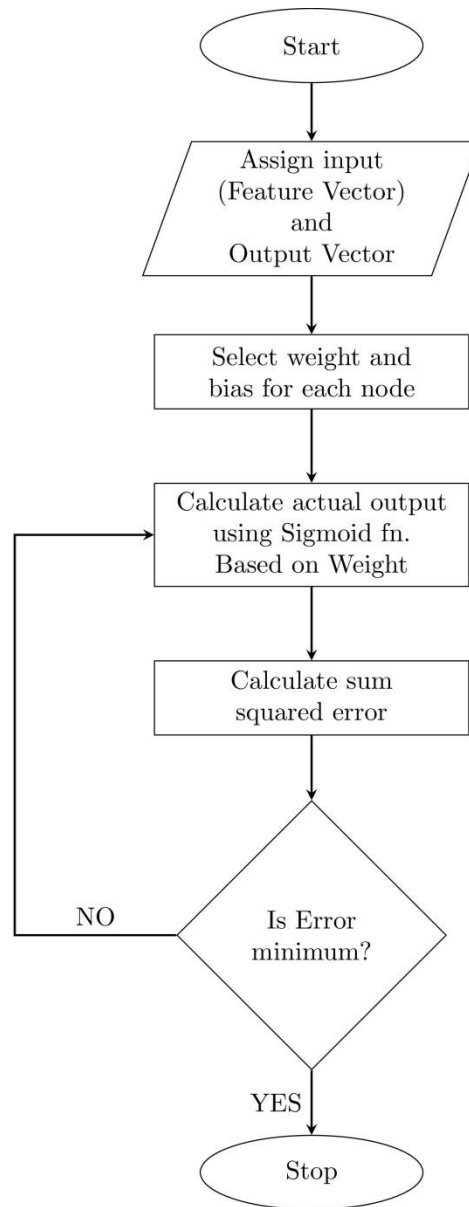 Start
Assign input
(Feature Vector)
and
Output Vector
Select weight and
bias for each node
Calculate actual output
using Sigmoid fn.
Based on Weight
Calculate sum
squared error
NO
Is Error
minimum?
YES
Stop